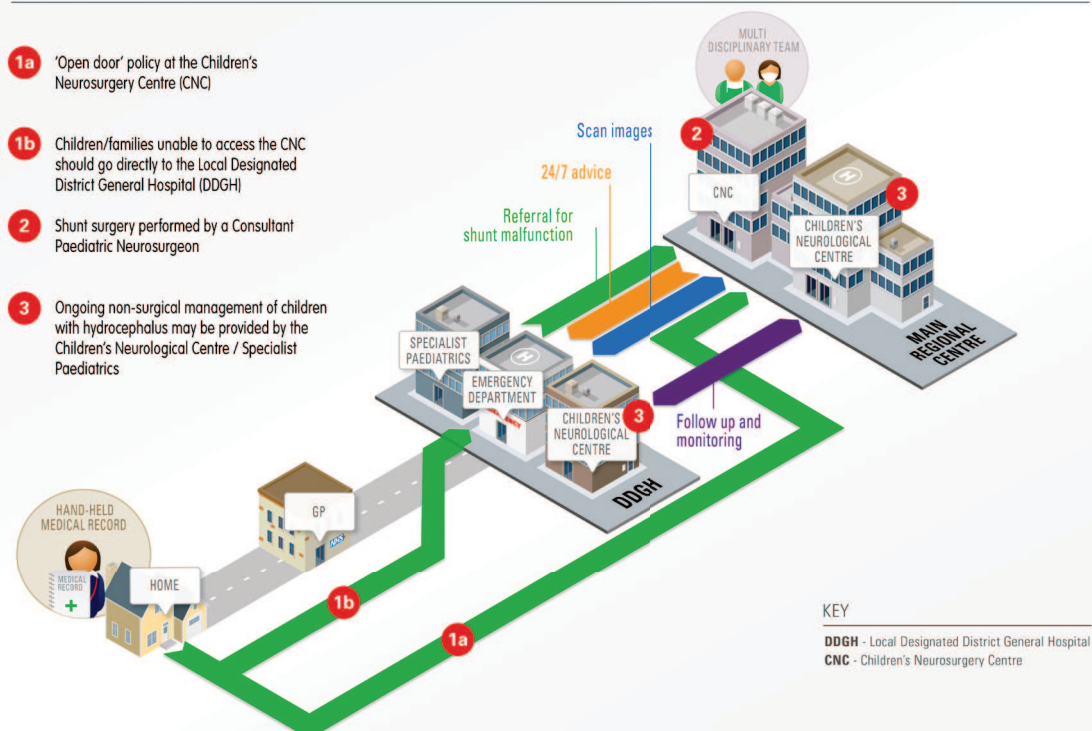 1a
'Open door' policy at the Children's
Neurosurgery Centre (CNC)
1b
Children/families unable to access the CNC
should go directly to the Local Designated
District General Hospital (DDGH)
2
Shunt surgery performed by a Consultant
Paediatric Neurosurgeon
3
Ongoing non-surgical management of children
with hydrocephalus may be provided by the
Children's Neurological Centre / Specialist
Paediatrics
MULTI
DISCIPLINARY TEAM
Scan images
24/7 advice
Referral for
shunt malfunction
2
CNC
H
3
CHILDREN'S
NEUROLOGICAL
CENTRE
MAIN
REGIONAL
CENTRE
SPECIALIST
PAEDIATRICS
H
EMERGENCY
DEPARTMENT
CHILDREN'S
NEUROLOGICAL
CENTRE
3
DDGH
Follow up and
monitoring
GP
NHS
HAND-HELD
MEDICAL RECORD
MEDICAL
RECORD
HOME
1b
1a
KEY
DDGH - Local Designated District General Hospital
CNC - Children's Neurosurgery Centre